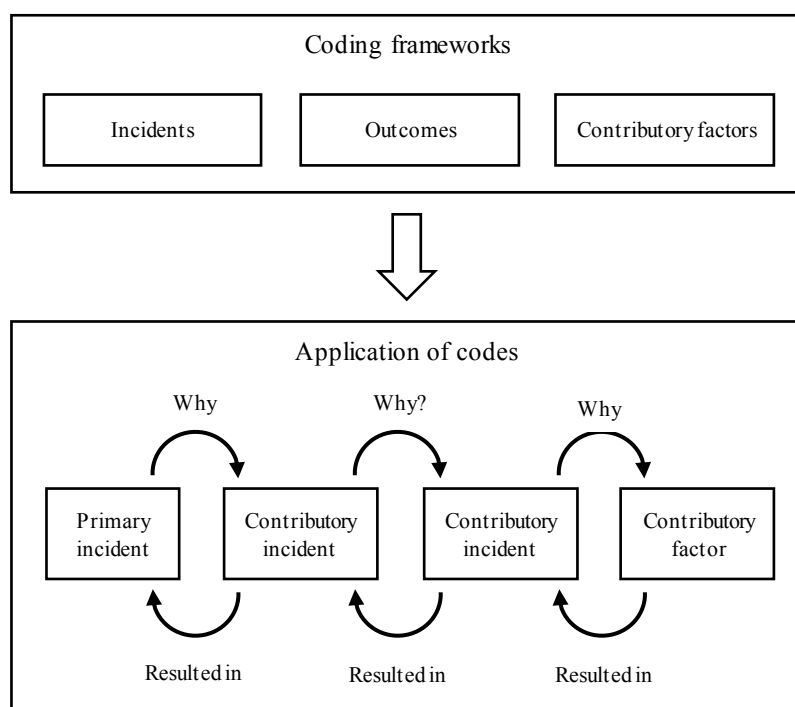 Coding frameworks
Incidents
Outcomes
Contributory factors
Application of codes
Why
Why?
Why
Primary
incident
Contributory
incident
Contributory
incident
Contributory
factor
Resulted in
Resulted in
Resulted in